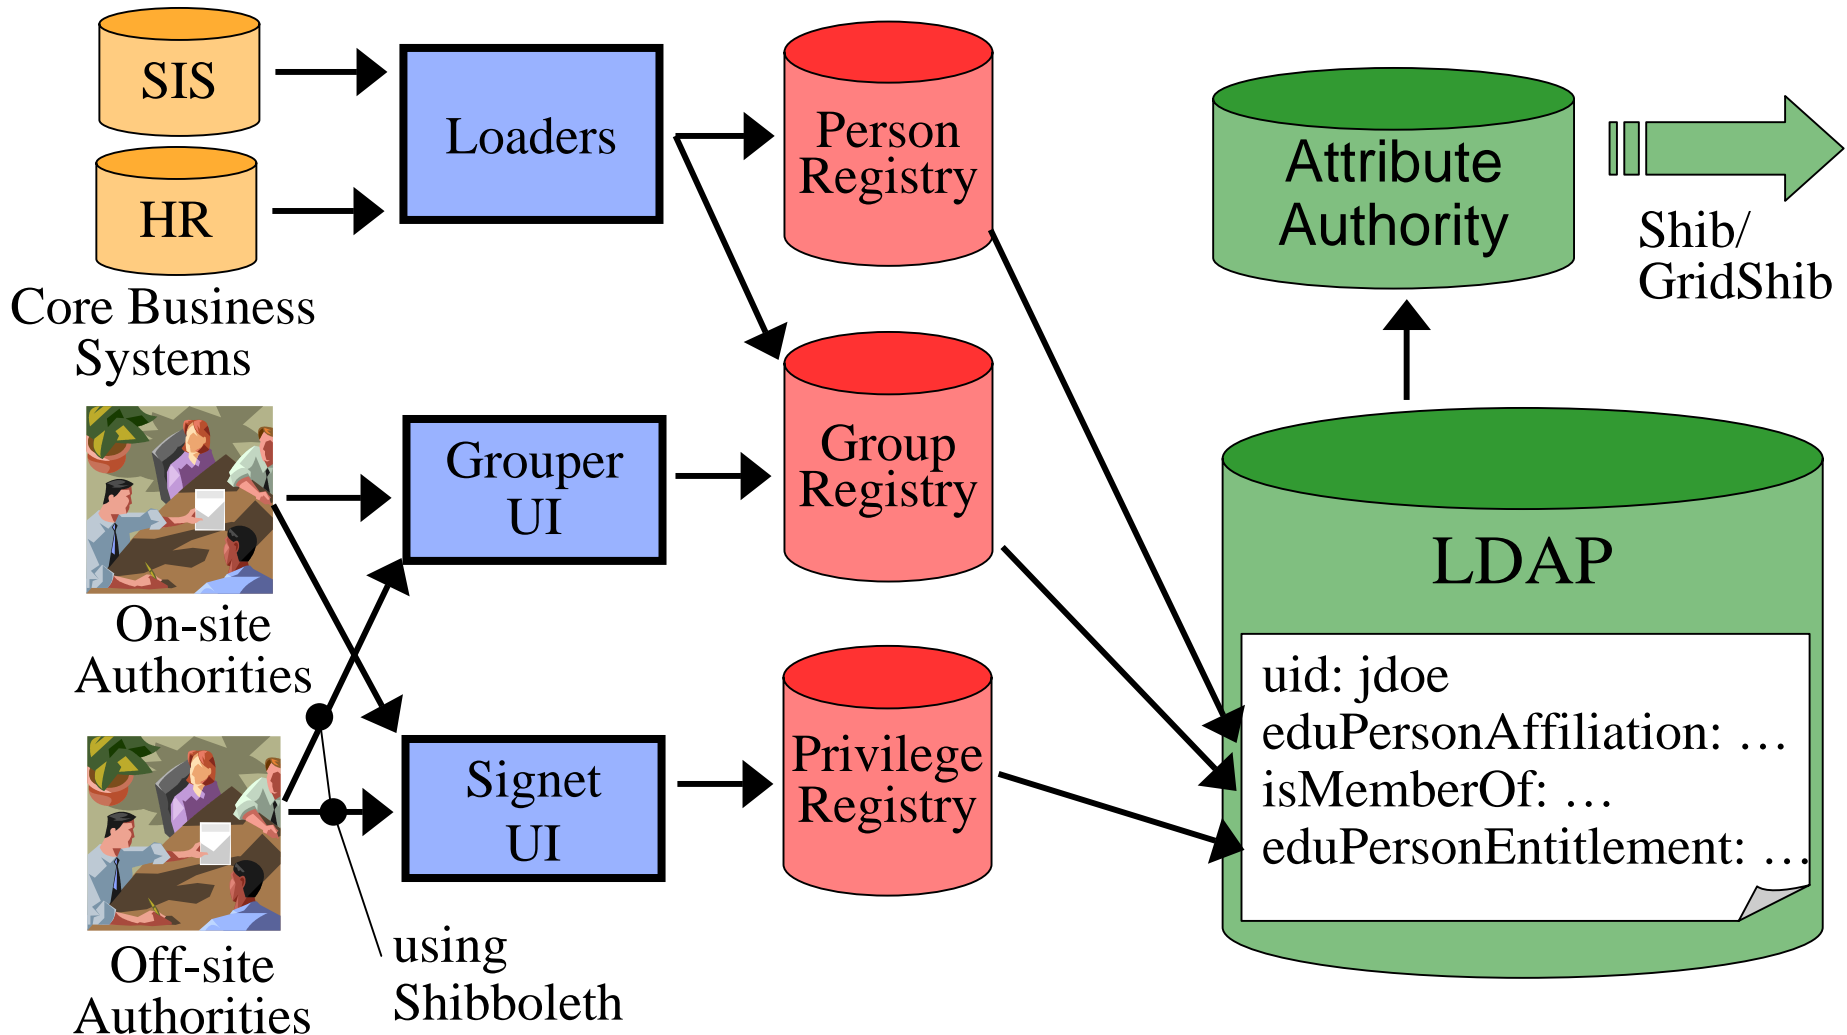 SIS
HR
Core Business
Systems
Loaders
Person
Registry
Attribute
Authority
Shib/
GridShib
On-site
Authorities
Grouper
UI
Group
Registry
LDAP
uid: jdoe
eduPersonAffiliation: …
isMemberOf: …
eduPersonEntitlement: …
Off-site
Authorities
using
Shibboleth
Signet
UI
Privilege
Registry